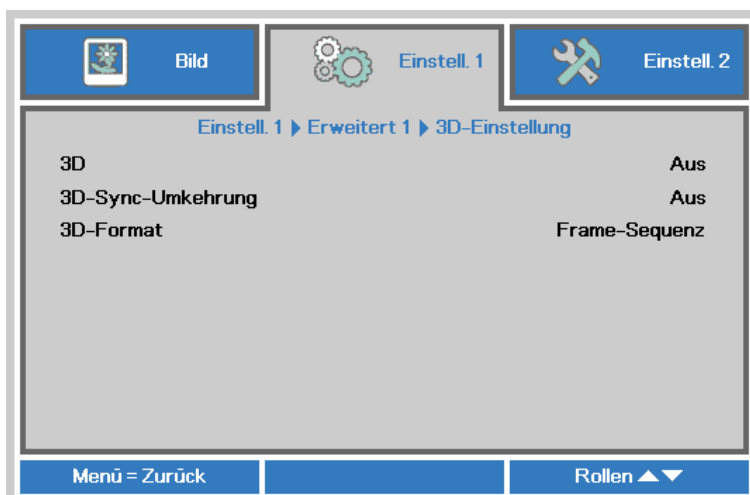 Bild
Einstell. 1
Einstell. 2
Einstell. 1 ▶ Erweitert 1 ▶ 3D-Einstellung
3D Aus
3D-Sync-Umkehrung Aus
3D-Format Frame-Sequenz
Menü = Zurück
Rollen ▲▼